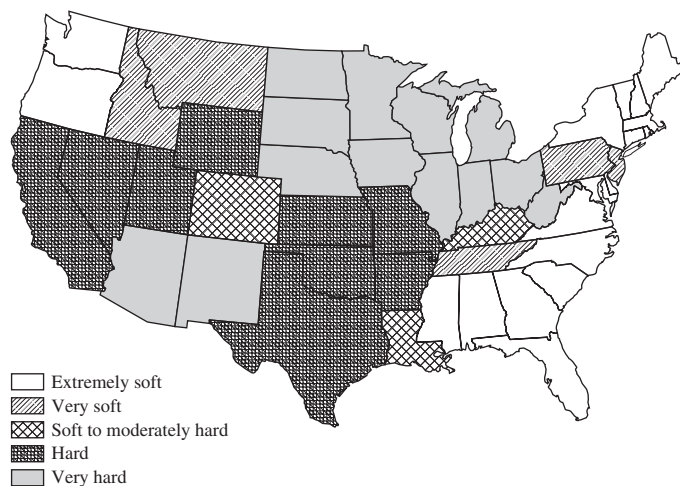 Extremely soft
Very soft
Soft to moderately hard
Hard
Very hard